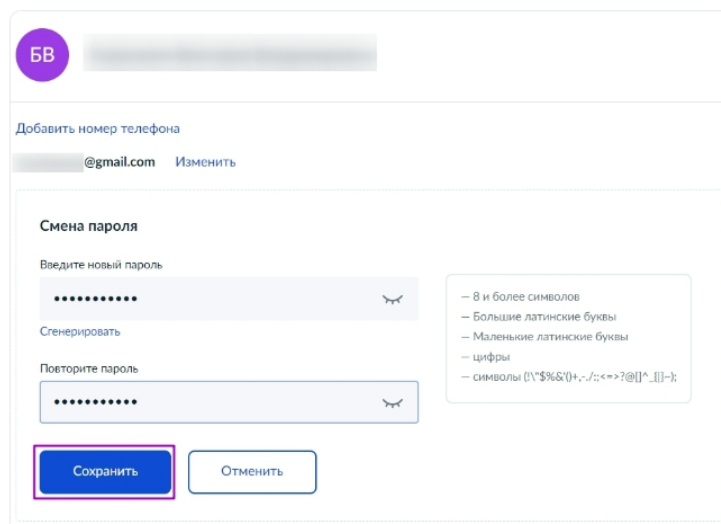 БВ
Добавить номер телефона
@gmail.com Изменить
Смена пароля
Введите новый пароль
•••••••••••
Сгенерировать
Повторите пароль
•••••••••••
— 8 и более символов
— Большие латинские буквы
— Маленькие латинские буквы
— цифры
— символы (!\"$%&'()+,-./:;<=>?@[]^_{|}~);
Сохранить Отменить